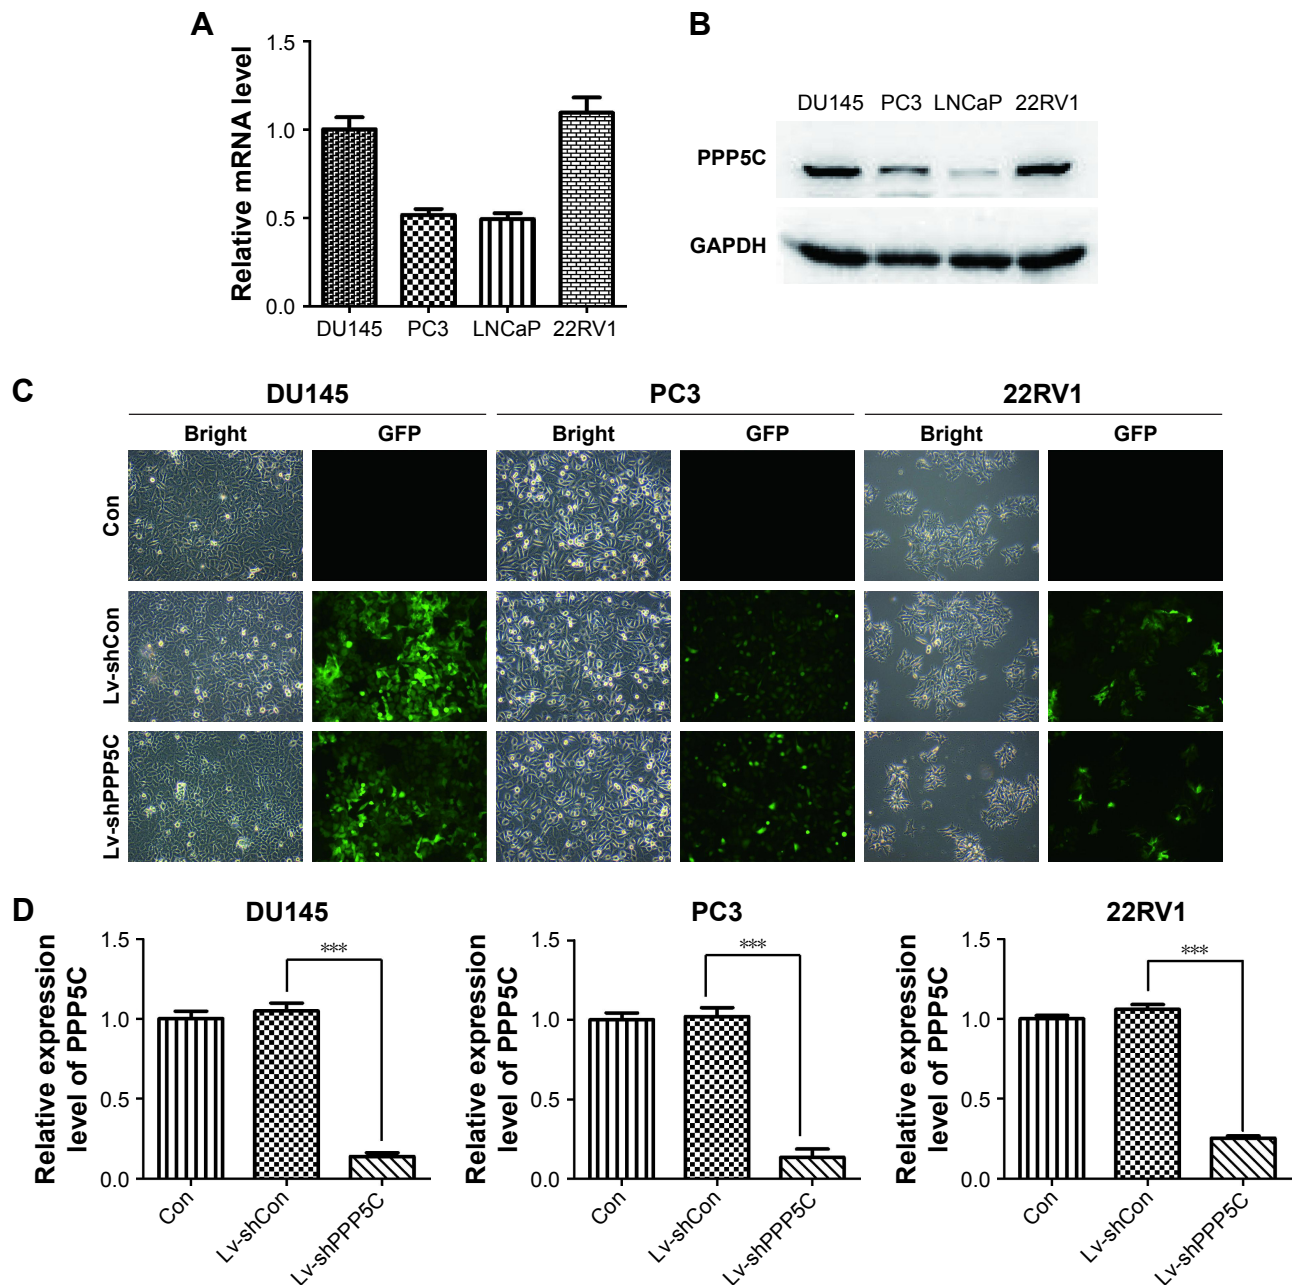 A
Relative mRNA level
1.5
1.0
0.5
0.0
DU145 PC3 LNCaP 22RV1
B
DU145 PC3 LNCaP 22RV1
PPP5C
GAPDH
C
DU145 PC3 22RV1
Bright GFP Bright GFP Bright GFP
Con
Lv-shCon
Lv-shPPP5C
D
DU145
Relative expression
level of PPP5C
1.5
1.0
0.5
0.0
***
Con
Lv-shCon
Lv-shPPP5C
PC3
Relative expression
level of PPP5C
1.5
1.0
0.5
0.0
***
Con
Lv-shCon
Lv-shPPP5C
22RV1
Relative expression
level of PPP5C
1.5
1.0
0.5
0.0
***
Con
Lv-shCon
Lv-shPPP5C